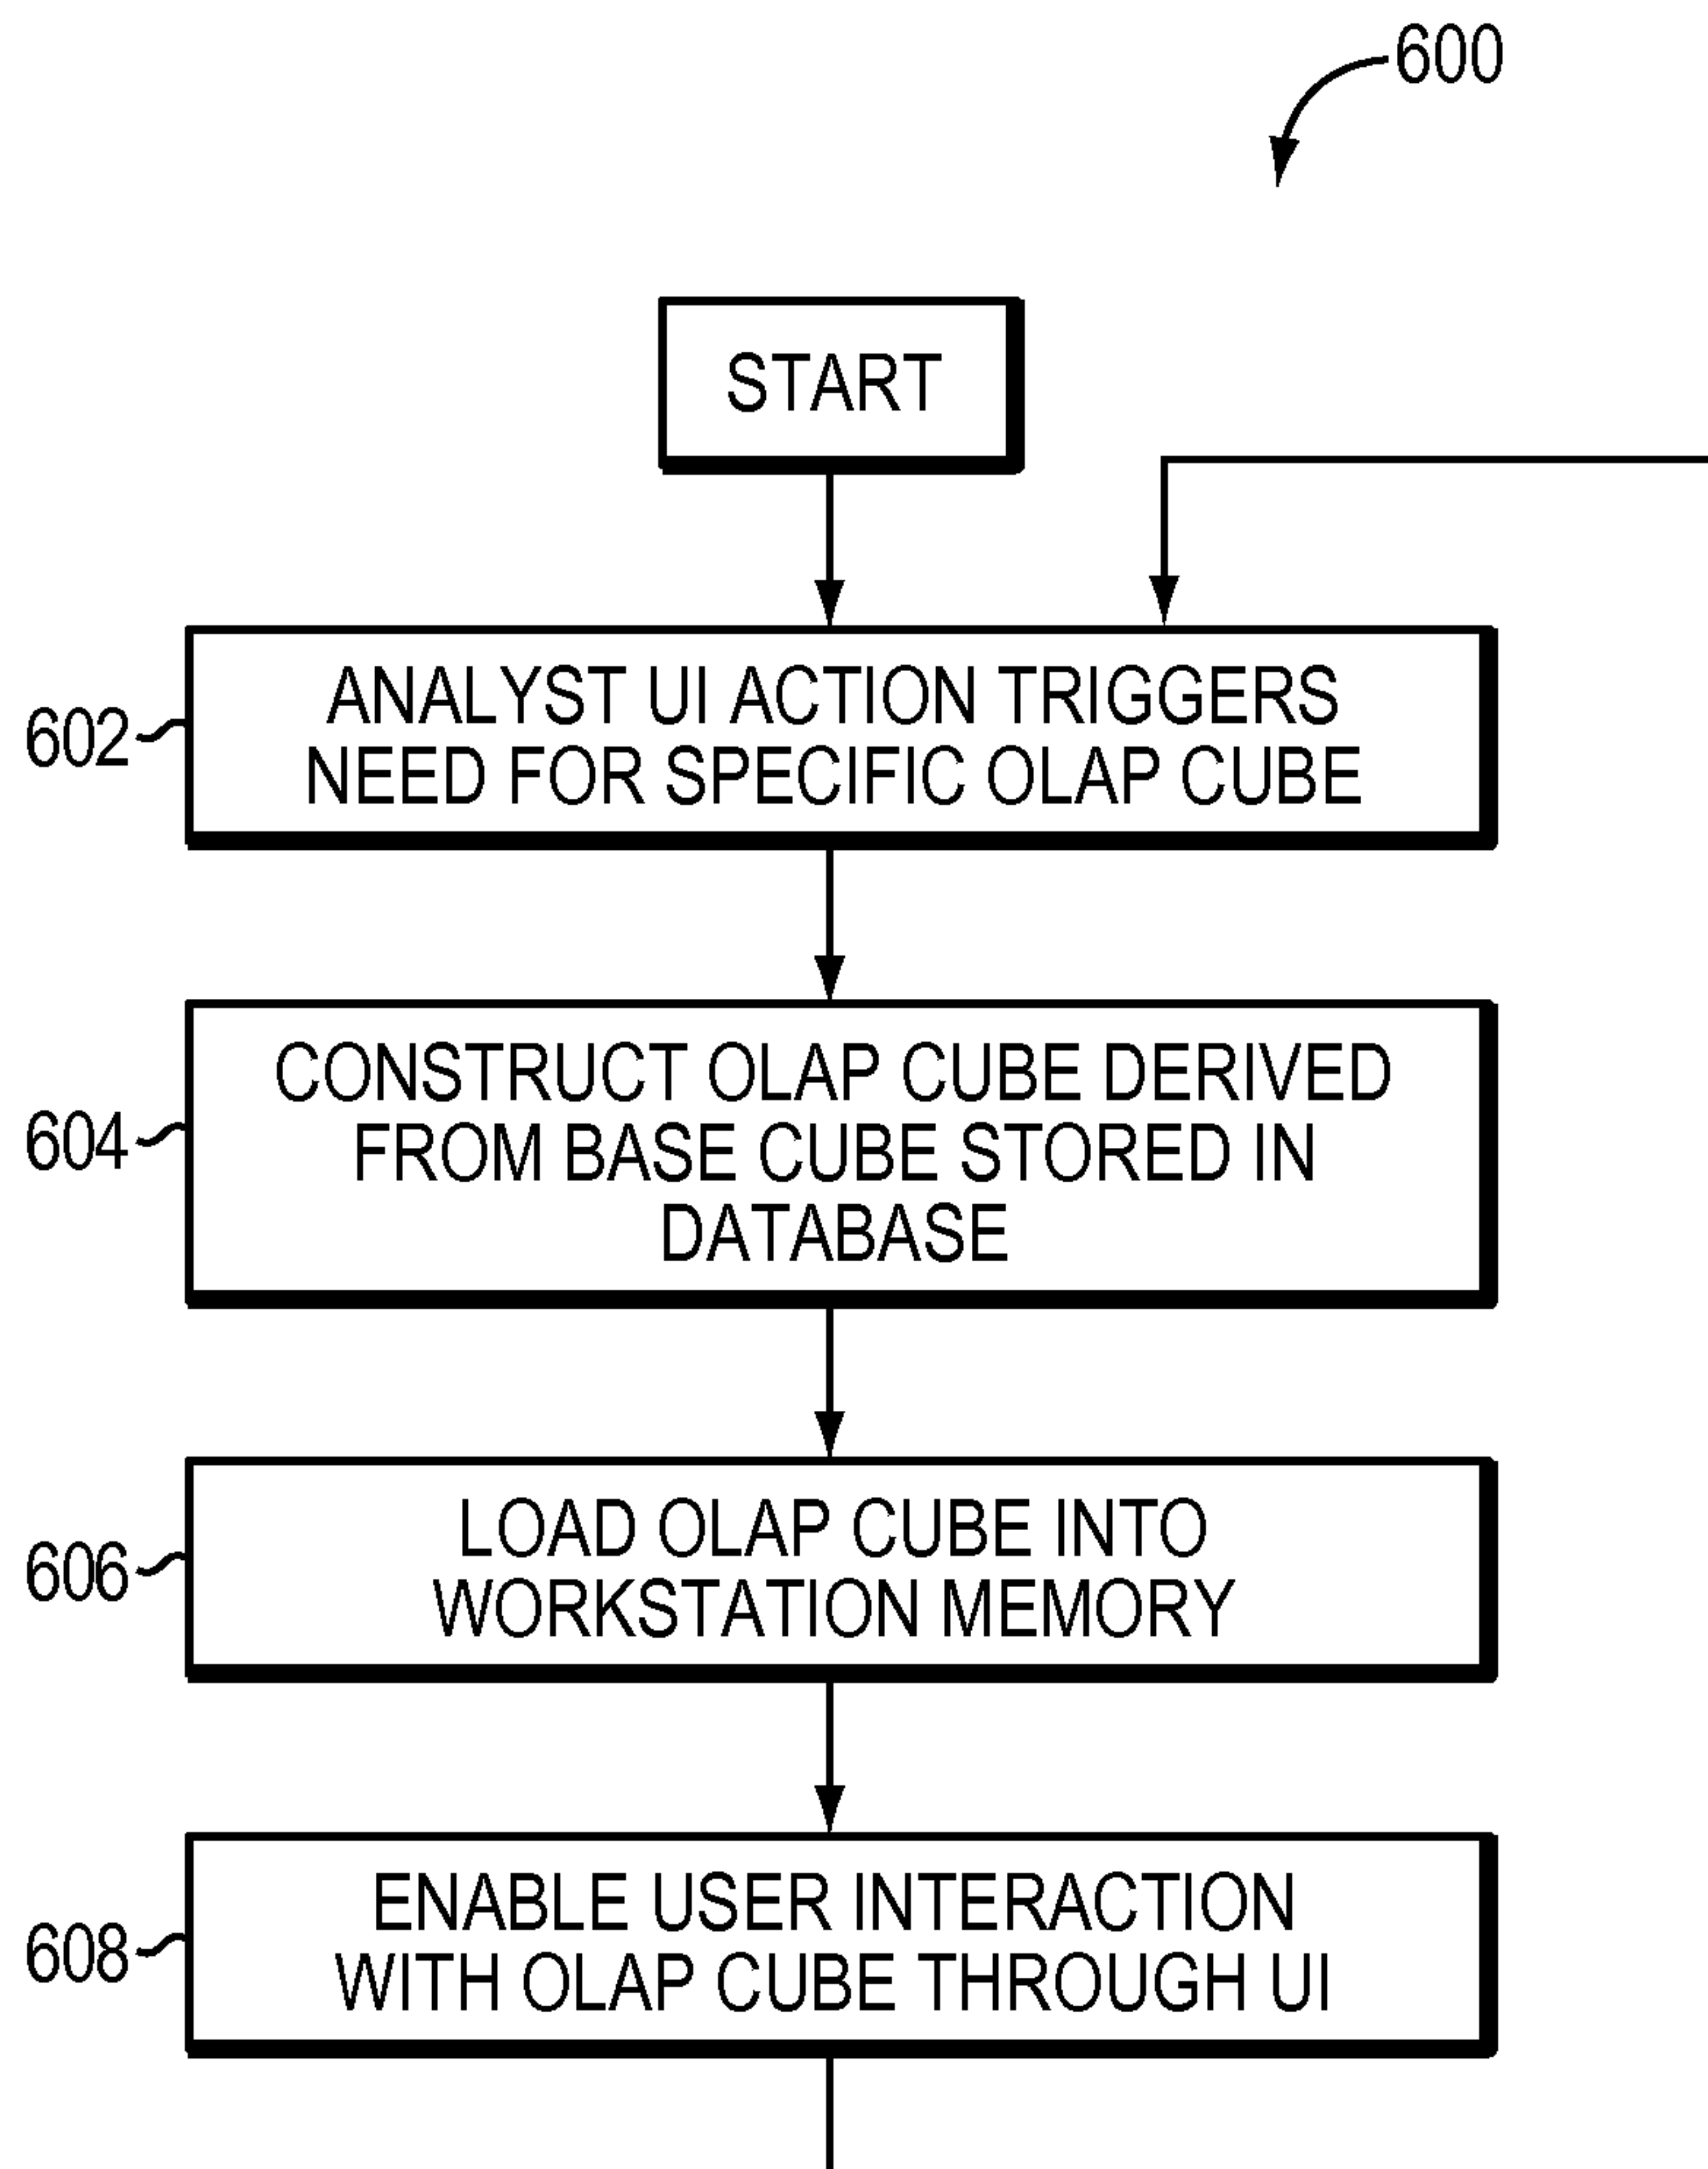 600
START
602
ANALYST UI ACTION TRIGGERS
NEED FOR SPECIFIC OLAP CUBE
604
CONSTRUCT OLAP CUBE DERIVED
FROM BASE CUBE STORED IN
DATABASE
606
LOAD OLAP CUBE INTO
WORKSTATION MEMORY
608
ENABLE USER INTERACTION
WITH OLAP CUBE THROUGH UI